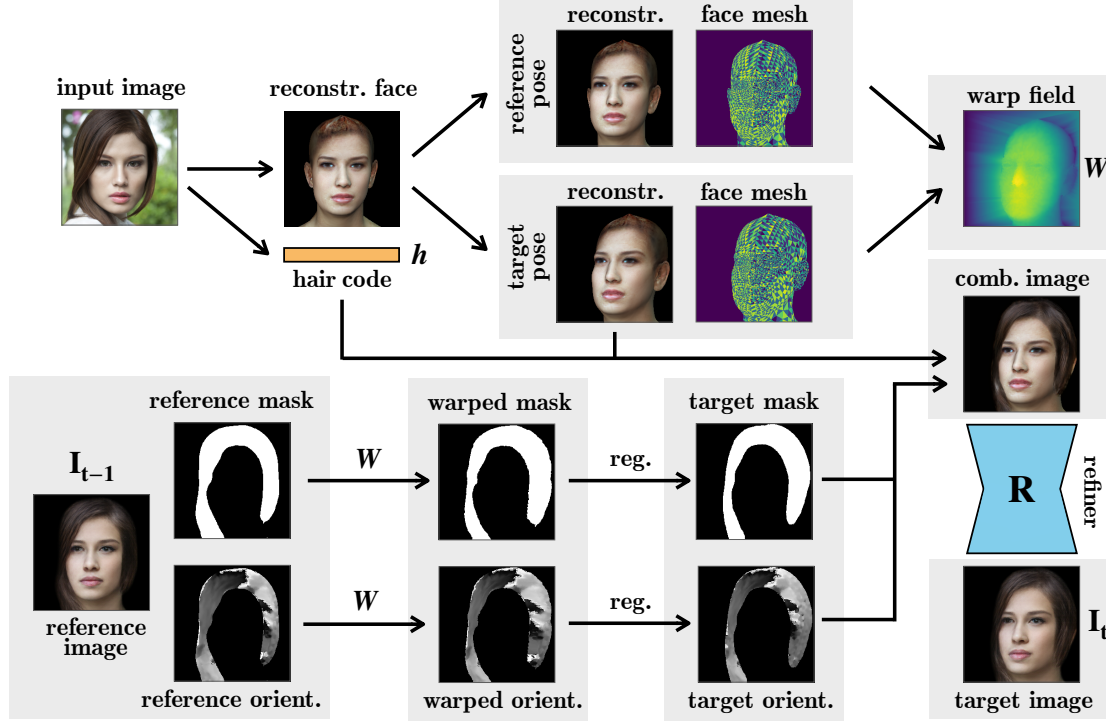 reconstr.
face mesh
reference
pose
input image
reconstr. face
warp field
W
reconstr.
face mesh
target
pose
h
hair code
comb. image
reference mask
warped mask
target mask
I_{t-1}
W
reg.
R
refiner
W
reg.
reference
image
I_t
reference orient.
warped orient.
target orient.
target image